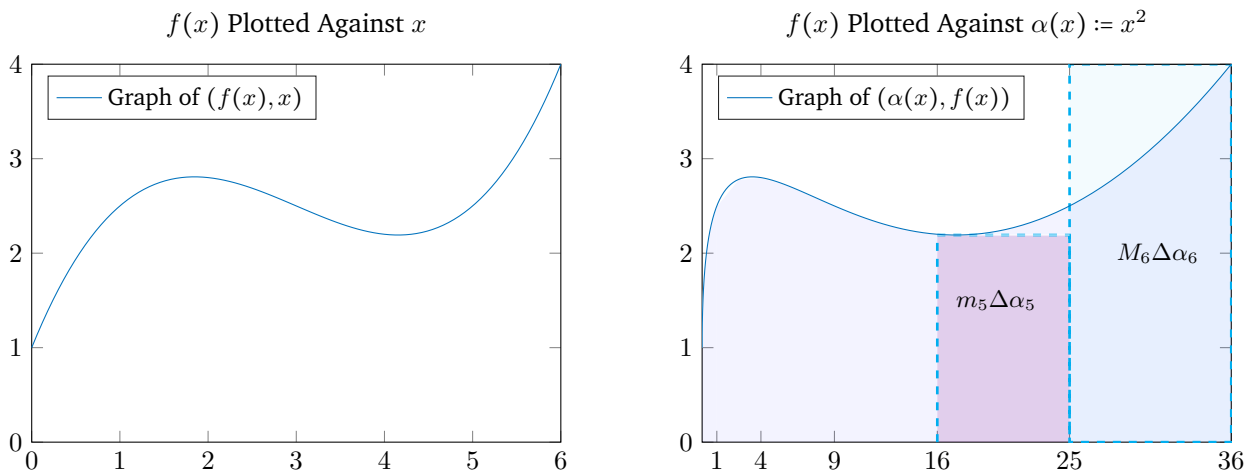 f(x) Plotted Against x
4
3
2
1
0
0 1 2 3 4 5 6
Graph of (f(x), x)
f(x) Plotted Against α(x) := x²
4
3
2
1
0
1 4 9 16 25 36
Graph of (α(x), f(x))
M₆Δα₆
m₅Δα₅